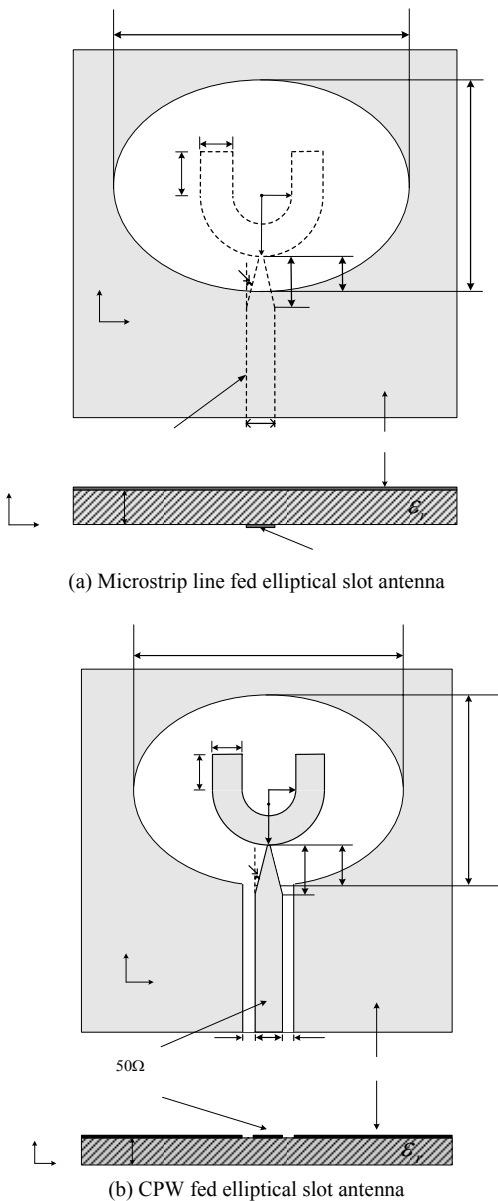 ε_r
(a) Microstrip line fed elliptical slot antenna
50Ω
ε_r
(b) CPW fed elliptical slot antenna